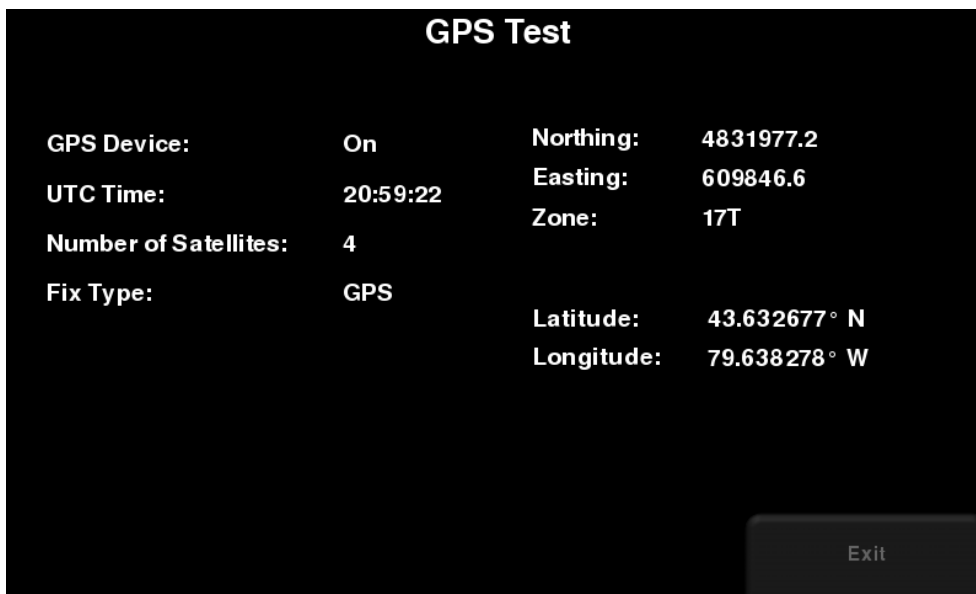 GPS Test
GPS Device: On
UTC Time: 20:59:22
Number of Satellites: 4
Fix Type: GPS
Northing: 4831977.2
Easting: 609846.6
Zone: 17T
Latitude: 43.632677° N
Longitude: 79.638278° W
Exit